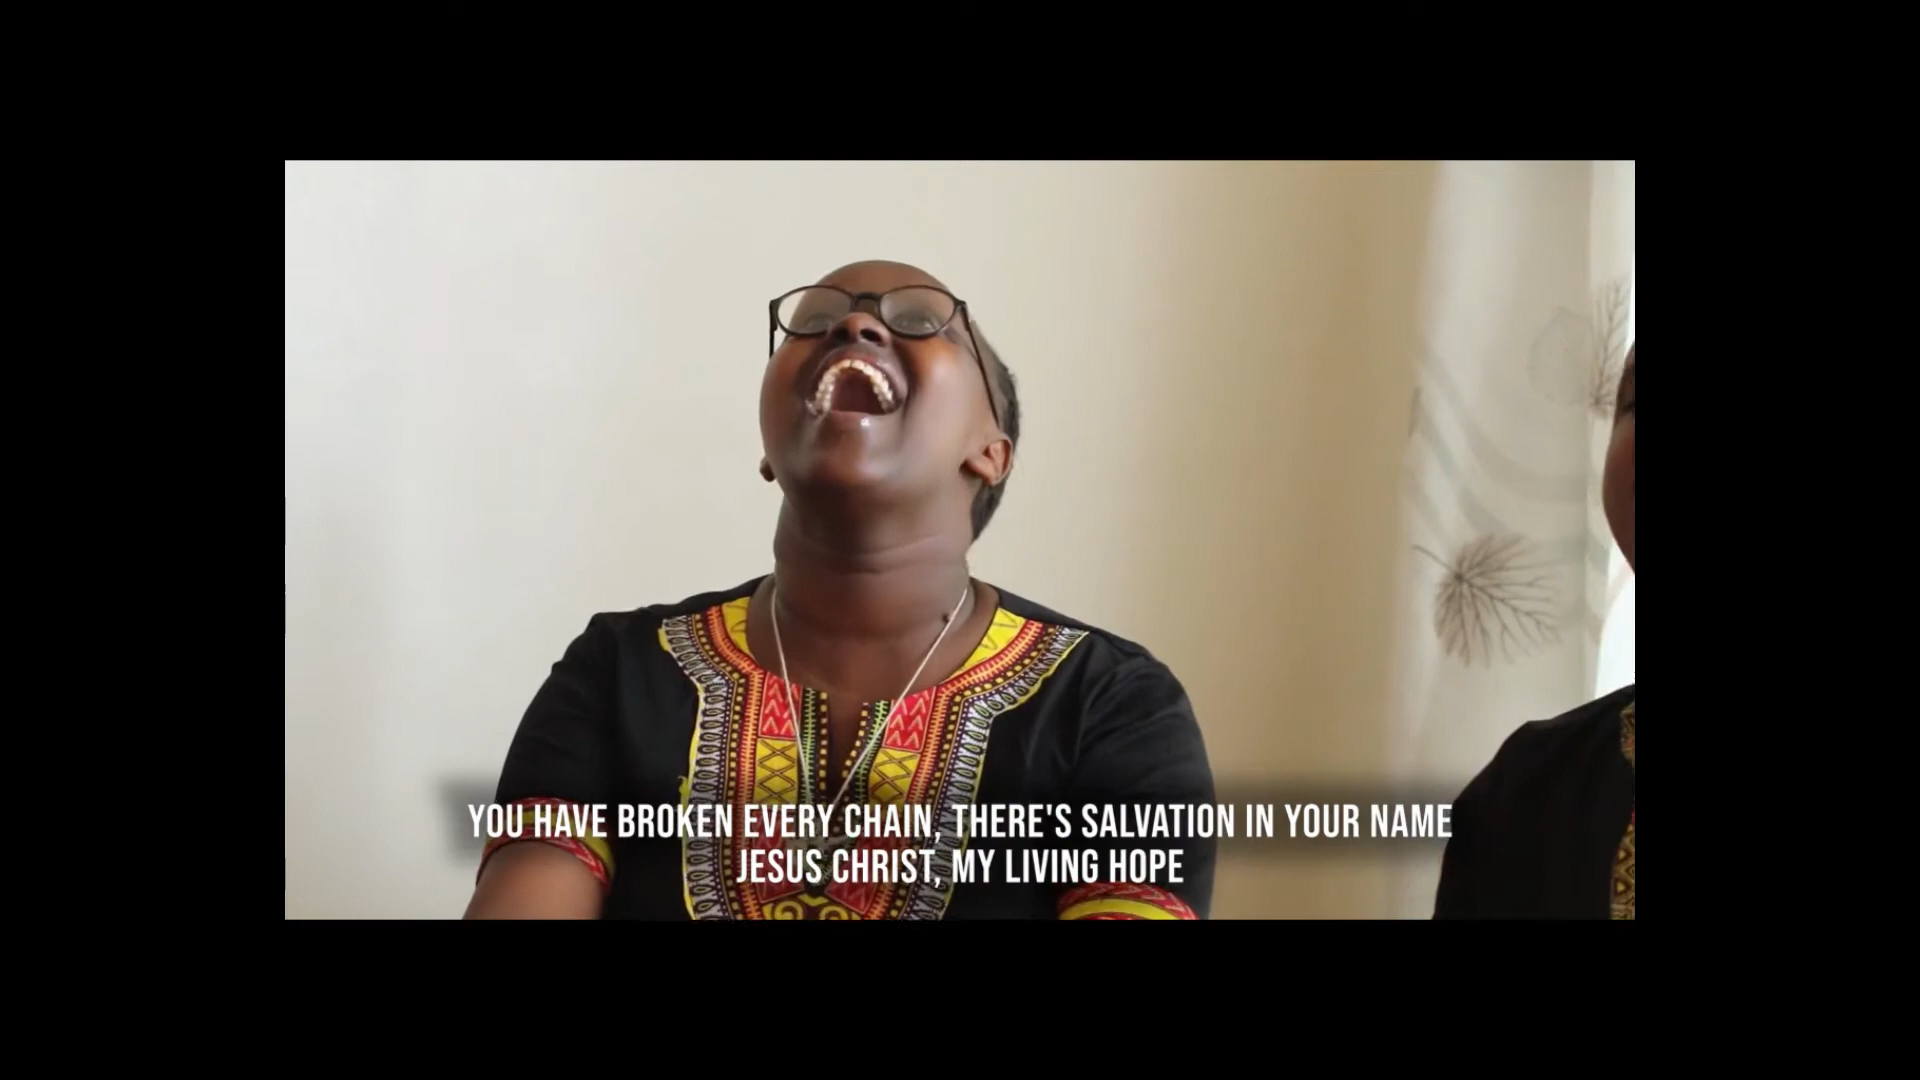 YOU HAVE BROKEN EVERY CHAIN, THERE'S SALVATION IN YOUR NAME
JESUS CHRIST, MY LIVING HOPE